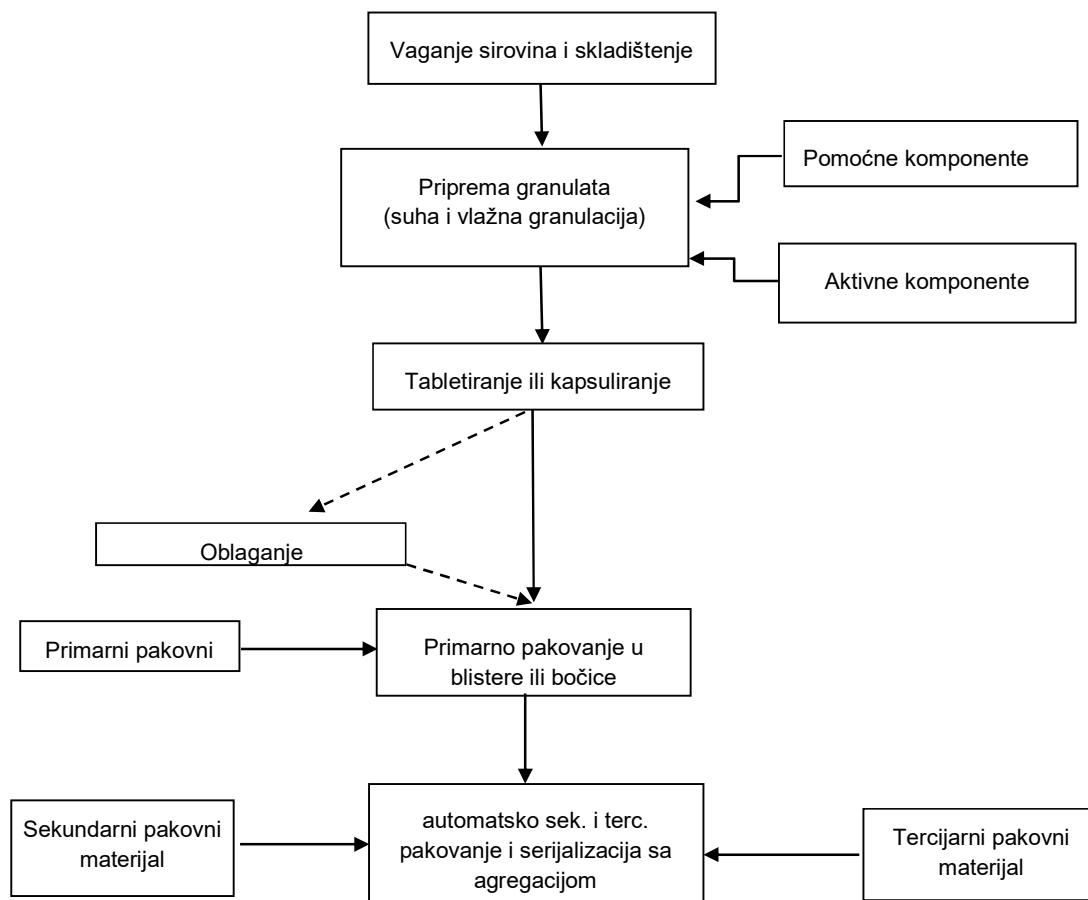 Vaganje sirovina i skladištenje
Pomoćne komponente
Priprema granulata
(suha i vlažna granulacija)
Aktivne komponente
Tabletiranje ili kapsuliranje
Oblaganje
Primarni pakovni
Primarno pakovanje u
blistere ili bočice
Sekundarni pakovni
materijal
automatsko sek. i terc.
pakovanje i serijalizacija sa
agregacijom
Tercijarni pakovni
materijal